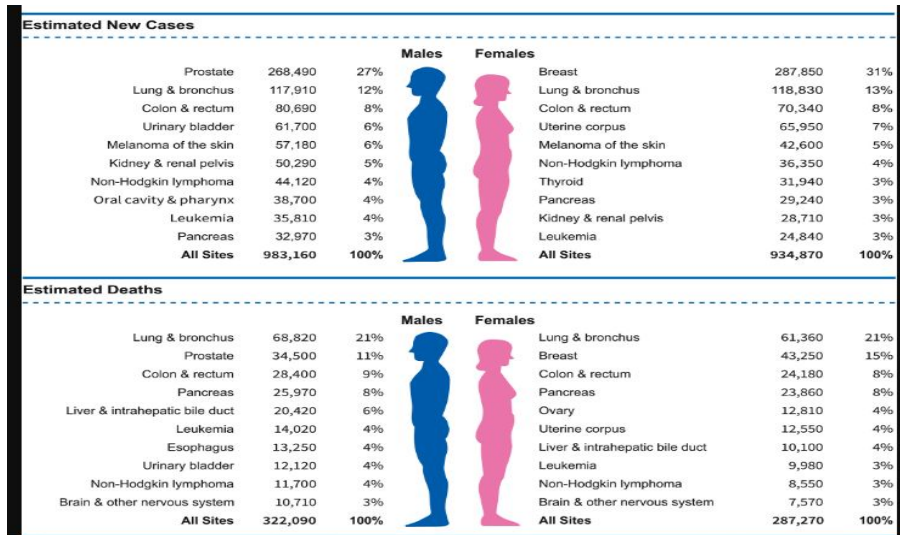 Estimated New Cases
Males Females
Prostate 268,490 27% Breast 287,850 31%
Lung & bronchus 117,910 12% Lung & bronchus 118,830 13%
Colon & rectum 80,690 8% Colon & rectum 70,340 8%
Urinary bladder 61,700 6% Uterine corpus 65,950 7%
Melanoma of the skin 57,180 6% Melanoma of the skin 42,600 5%
Kidney & renal pelvis 50,290 5% Non-Hodgkin lymphoma 36,350 4%
Non-Hodgkin lymphoma 44,120 4% Thyroid 31,940 3%
Oral cavity & pharynx 38,700 4% Pancreas 29,240 3%
Leukemia 35,810 4% Kidney & renal pelvis 28,710 3%
Pancreas 32,970 3% Leukemia 24,840 3%
All Sites 983,160 100% All Sites 934,870 100%
Estimated Deaths
Males Females
Lung & bronchus 68,820 21% Lung & bronchus 61,360 21%
Prostate 34,500 11% Breast 43,250 15%
Colon & rectum 28,400 9% Colon & rectum 24,180 8%
Pancreas 25,970 8% Pancreas 23,860 8%
Liver & intrahepatic bile duct 20,420 6% Ovary 12,810 4%
Leukemia 14,020 4% Uterine corpus 12,550 4%
Esophagus 13,250 4% Liver & intrahepatic bile duct 10,100 4%
Urinary bladder 12,120 4% Leukemia 9,980 3%
Non-Hodgkin lymphoma 11,700 4% Non-Hodgkin lymphoma 8,550 3%
Brain & other nervous system 10,710 3% Brain & other nervous system 7,570 3%
All Sites 322,090 100% All Sites 287,270 100%